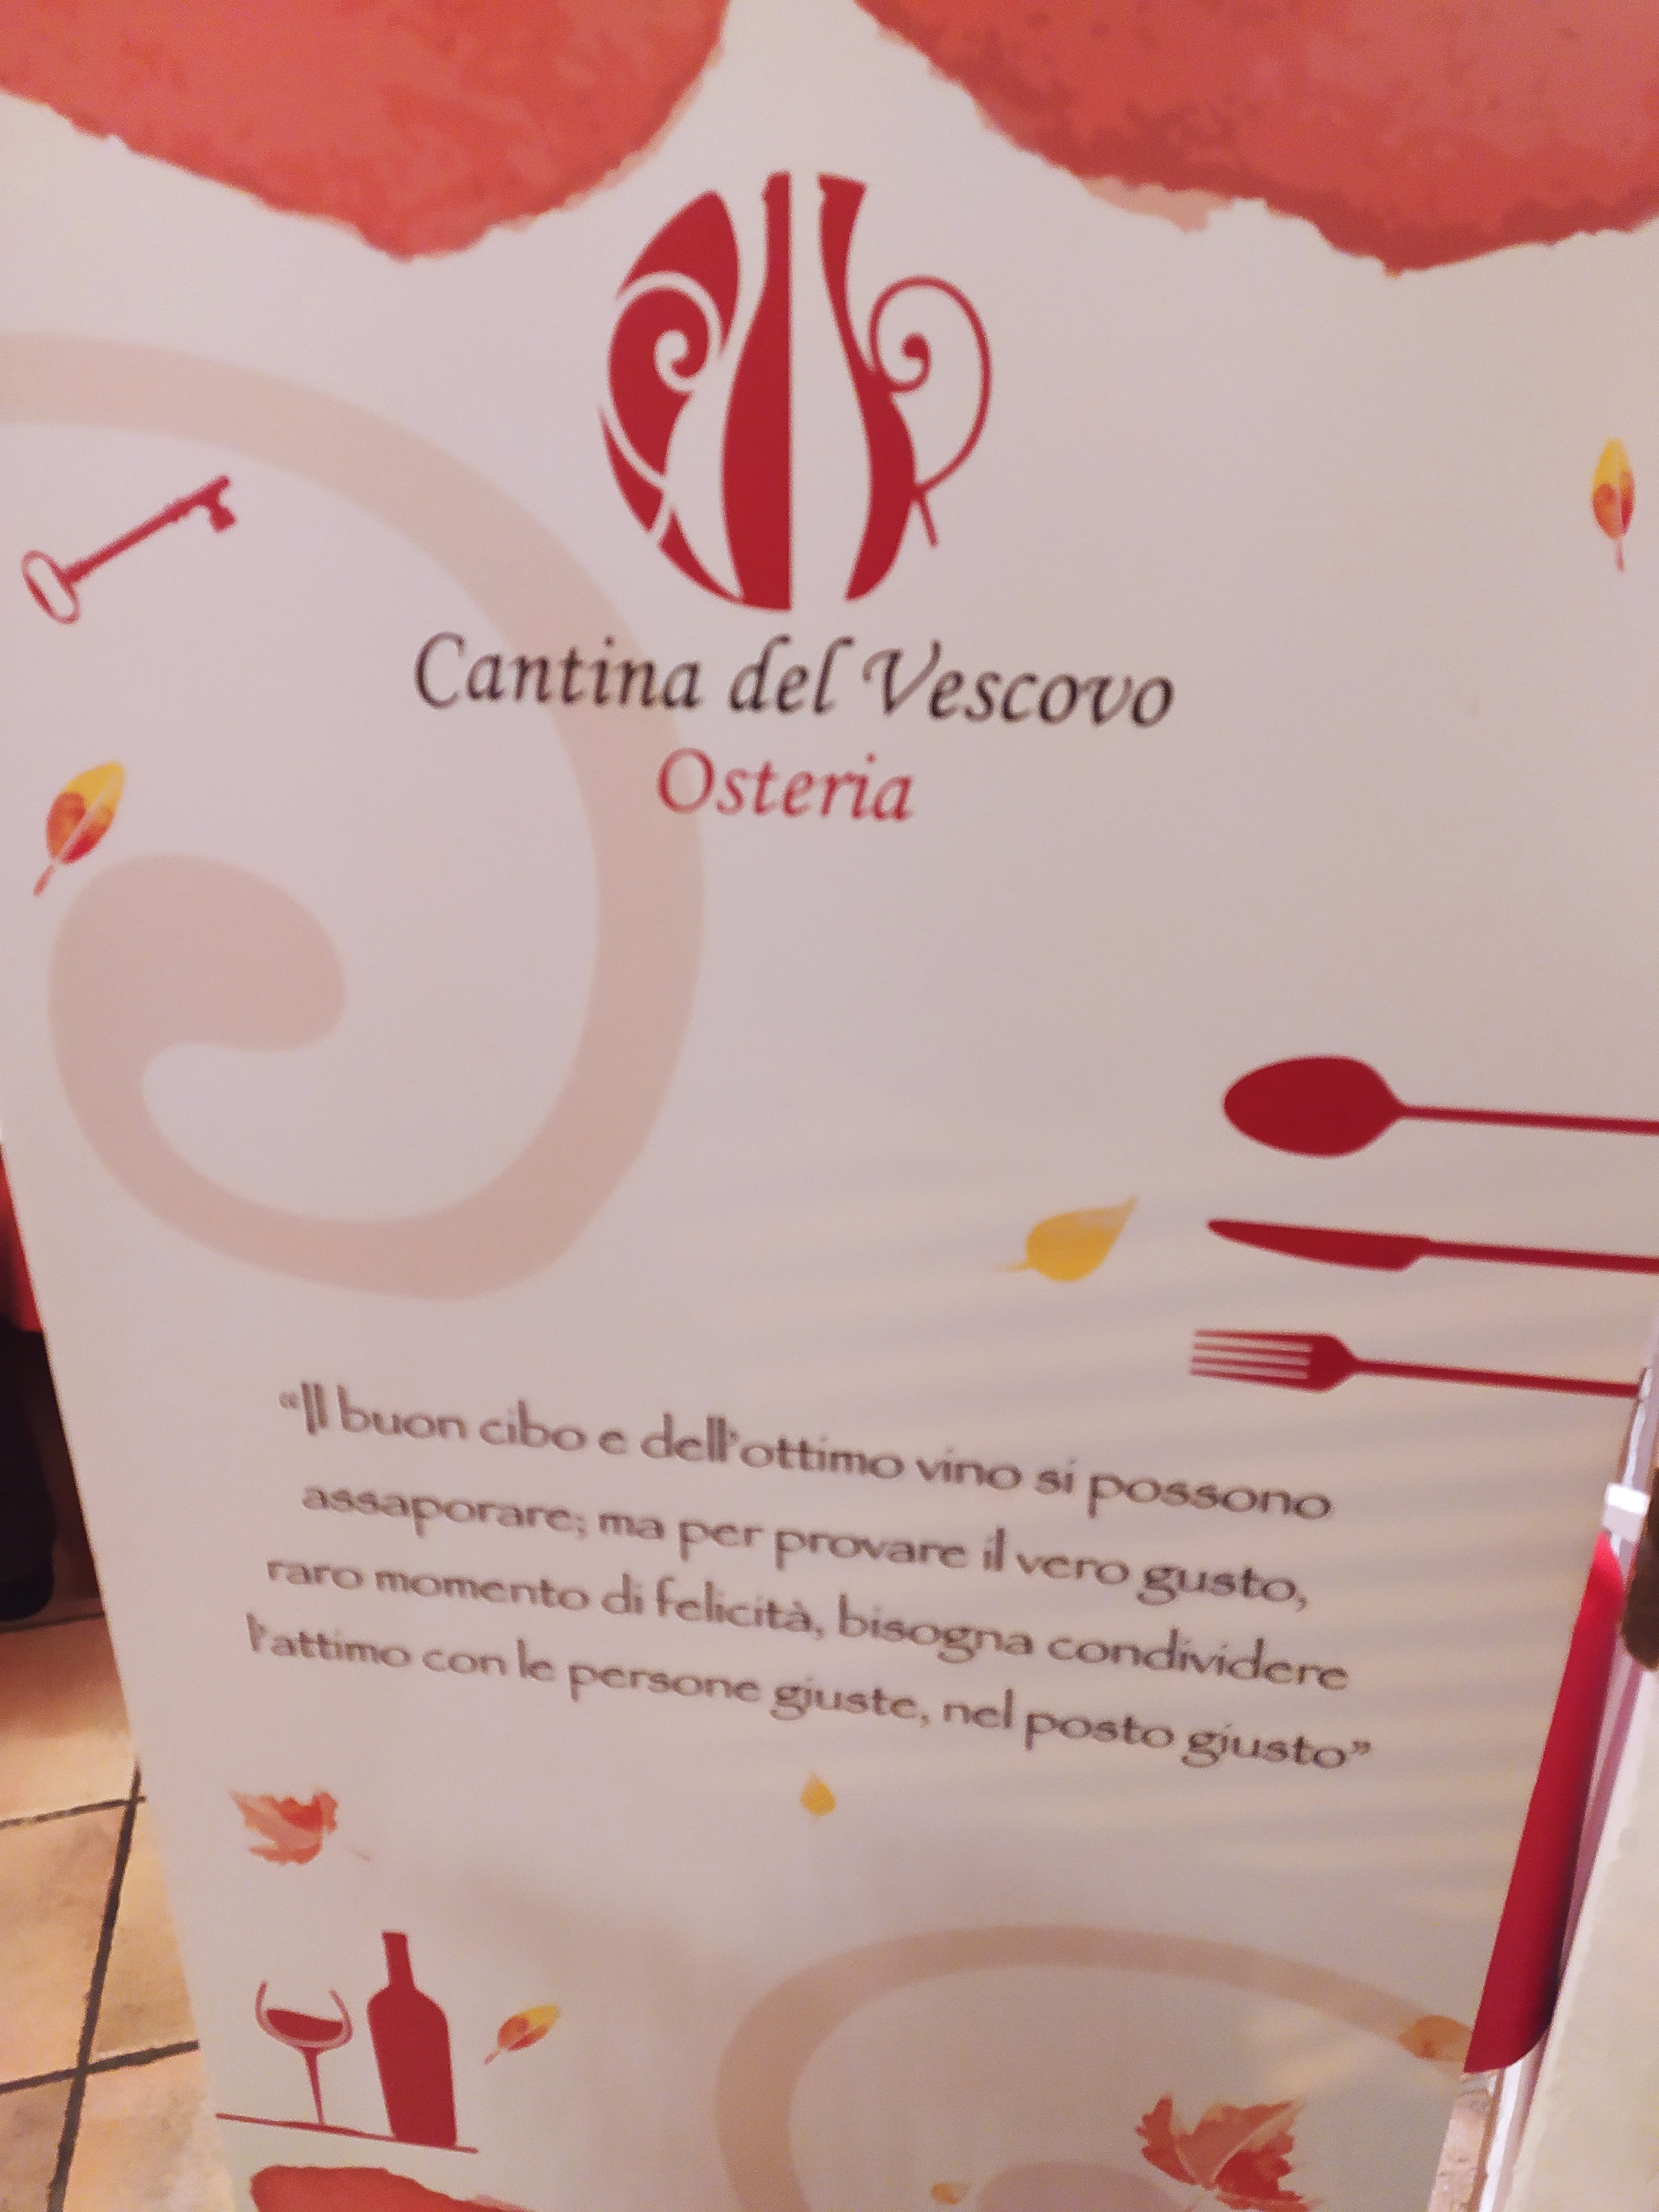 Cantina del Vescovo
Osteria
“Il buon cibo e dell'ottimo vino si possono
assaporare; ma per provare il vero gusto,
raro momento di felicità, bisogna condividere
l'attimo con le persone giuste, nel posto giusto”